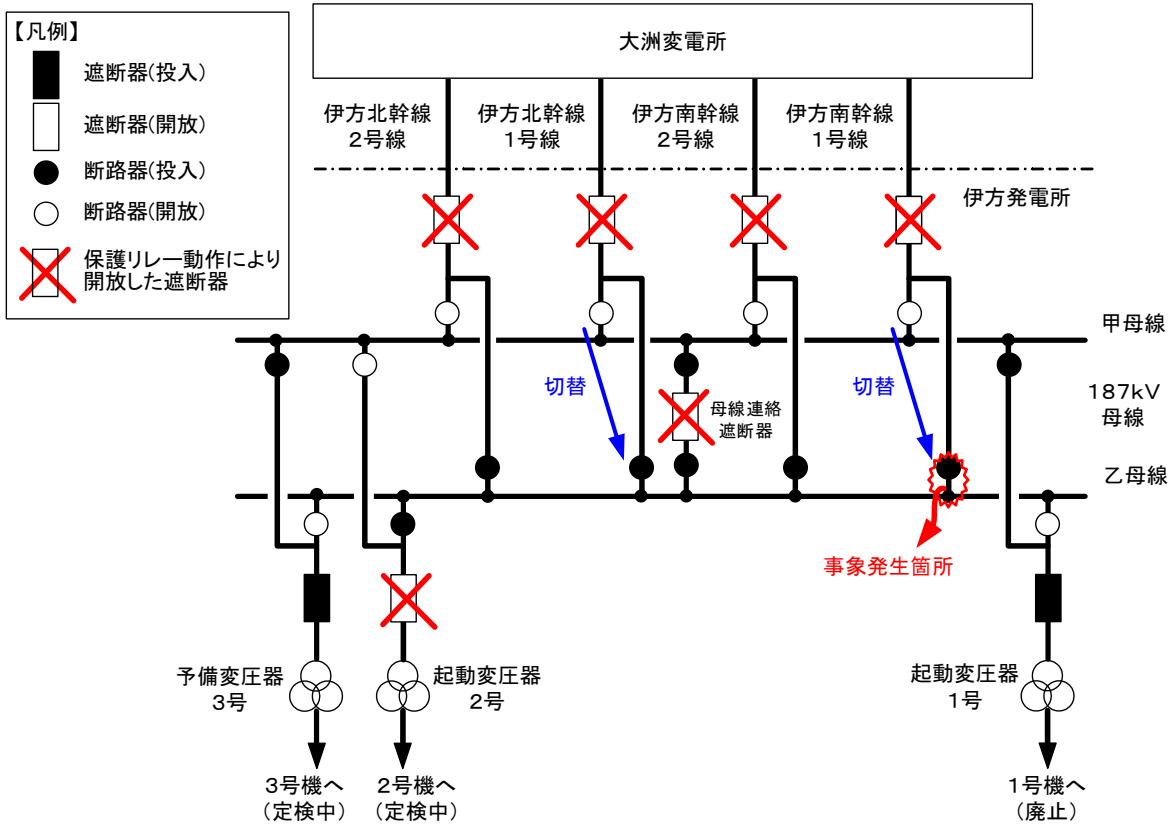 【凡例】
遮断器(投入)
遮断器(開放)
断路器(投入)
断路器(開放)
保護リレー動作により
開放した遮断器
大洲変電所
伊方北幹線
2号線
伊方北幹線
1号線
伊方南幹線
2号線
伊方南幹線
1号線
伊方発電所
甲母線
切替
切替
母線連絡
遮断器
187kV
母線
乙母線
事象発生箇所
予備変圧器
3号
起動変圧器
2号
起動変圧器
1号
3号機へ
(定検中)
2号機へ
(定検中)
1号機へ
(廃止)